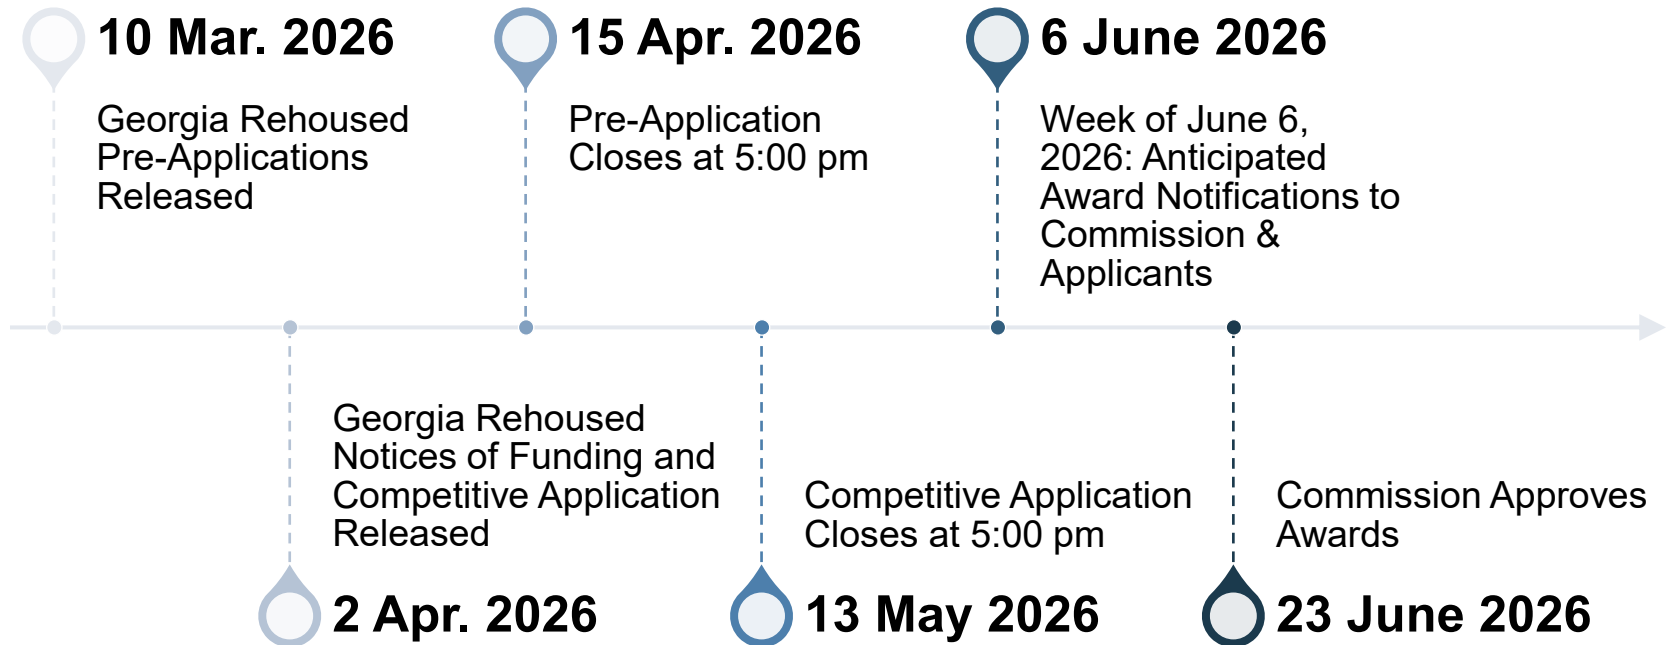 10 Mar. 2026
Georgia Rehoused
Pre-Applications
Released
15 Apr. 2026
Pre-Application
Closes at 5:00 pm
6 June 2026
Week of June 6,
2026: Anticipated
Award Notifications to
Commission &
Applicants
Georgia Rehoused
Notices of Funding and
Competitive Application
Released
2 Apr. 2026
Competitive Application
Closes at 5:00 pm
13 May 2026
Commission Approves
Awards
23 June 2026